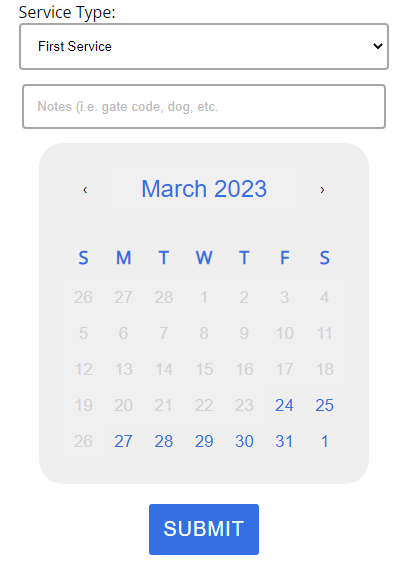 Service Type:
First Service
Notes (i.e. gate code, dog, etc.
‹ March 2023 ›
S M T W T F S
26 27 28 1 2 3 4
5 6 7 8 9 10 11
12 13 14 15 16 17 18
19 20 21 22 23 24 25
26 27 28 29 30 31 1
SUBMIT